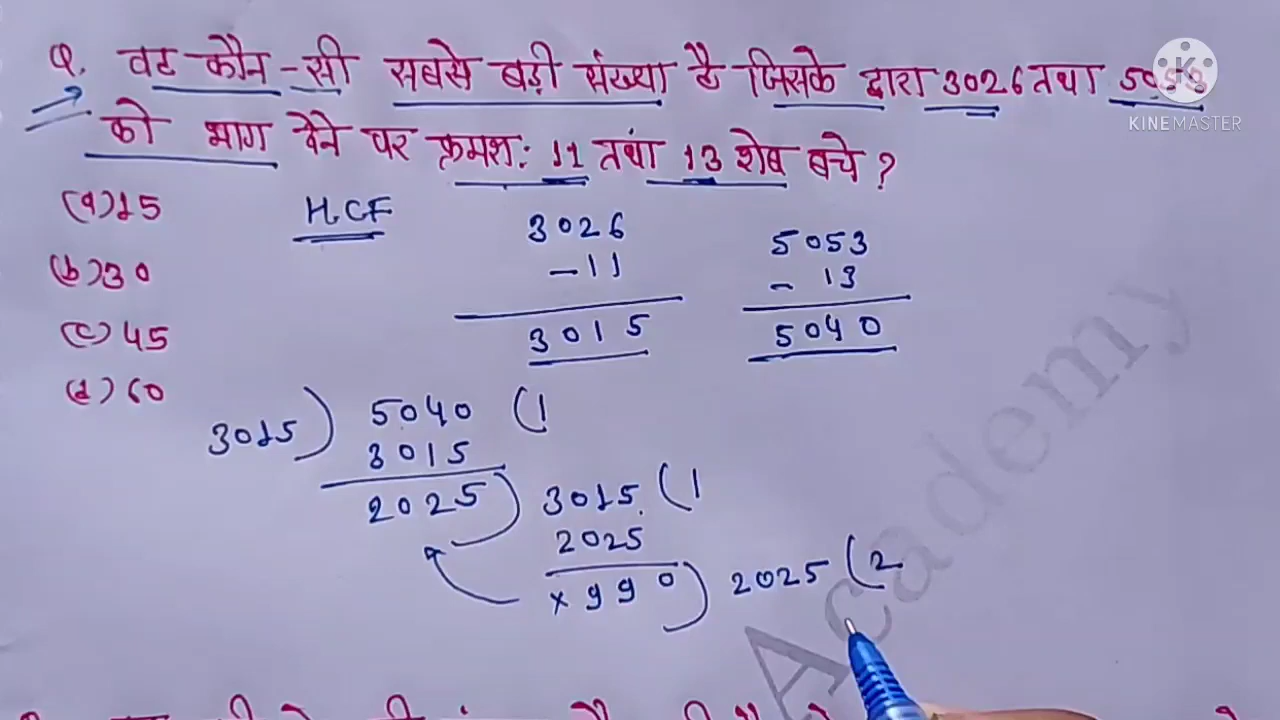 Q. वह कौन-सी सबसे बड़ी संख्या है जिसके द्वारा 3026 तथा 5053
को भाग देने पर क्रमश: 11 तथा 13 शेष बचे ?
(a) 15
(b) 30
(c) 45
(d) 60
HCF
3026
-11
3015
5053
- 13
5040
3015) 5040 (1
3015
2025) 3015 (1
2025
×990) 2025 (2
KINEMASTER
Academy